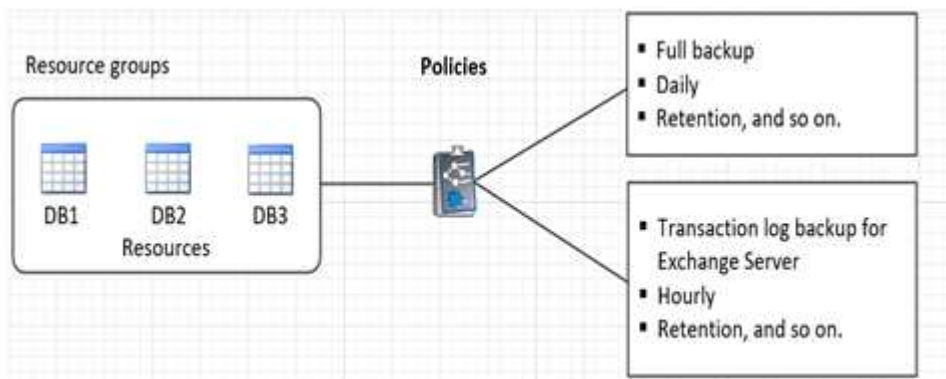 Resource groups
DB1
DB2
DB3
Resources
Policies
▪ Full backup
▪ Daily
▪ Retention, and so on.
▪ Transaction log backup for
Exchange Server
▪ Hourly
▪ Retention, and so on.